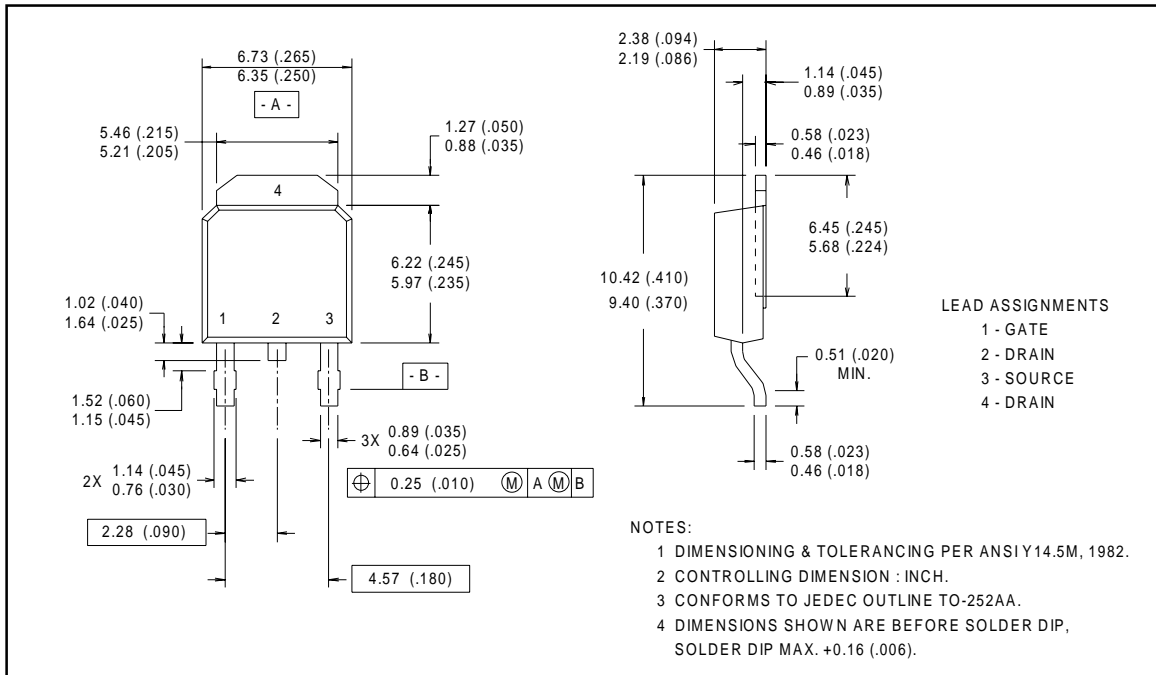 6.73 (.265)
6.35 (.250)
- A -
5.46 (.215)
5.21 (.205)
1.27 (.050)
0.88 (.035)
4
6.22 (.245)
5.97 (.235)
1.02 (.040)
1.64 (.025)
1 2 3
- B -
1.52 (.060)
1.15 (.045)
3X 0.89 (.035)
0.64 (.025)
2X 1.14 (.045)
0.76 (.030)
⌖ 0.25 (.010) Ⓜ A Ⓜ B
2.28 (.090)
4.57 (.180)
2.38 (.094)
2.19 (.086)
1.14 (.045)
0.89 (.035)
0.58 (.023)
0.46 (.018)
6.45 (.245)
5.68 (.224)
10.42 (.410)
9.40 (.370)
0.51 (.020)
MIN.
0.58 (.023)
0.46 (.018)
LEAD ASSIGNMENTS
1 - GATE
2 - DRAIN
3 - SOURCE
4 - DRAIN
NOTES:
1 DIMENSIONING & TOLERANCING PER ANSI Y14.5M, 1982.
2 CONTROLLING DIMENSION : INCH.
3 CONFORMS TO JEDEC OUTLINE TO-252AA.
4 DIMENSIONS SHOWN ARE BEFORE SOLDER DIP,
SOLDER DIP MAX. +0.16 (.006).